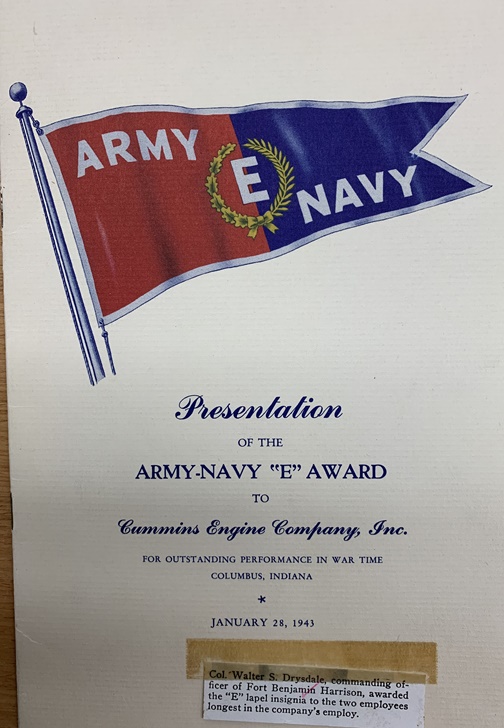 ARMY
E
NAVY
Presentation
OF THE
ARMY-NAVY “E” AWARD
TO
Cummins Engine Company, Inc.
FOR OUTSTANDING PERFORMANCE IN WAR TIME
COLUMBUS, INDIANA
*
JANUARY 28, 1943
Col. Walter S. Drysdale, commanding of-
ficer of Fort Benjamin Harrison, awarded
the “E” lapel insignia to the two employees
longest in the company's employ.